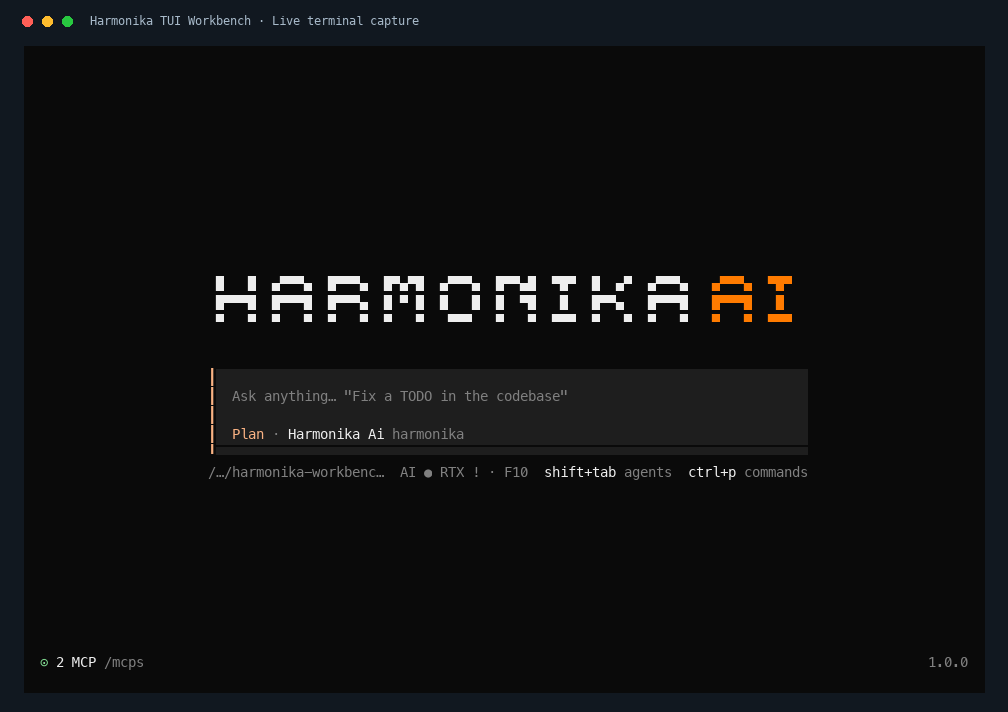 Harmonika TUI Workbench · Live terminal capture
HARMONIKA AI
Ask anything… "Fix a TODO in the codebase"
Plan · Harmonika Ai harmonika
/…/harmonika-workbenc… AI ● RTX ! · F10 shift+tab agents ctrl+p commands
⊙ 2 MCP /mcps
1.0.0